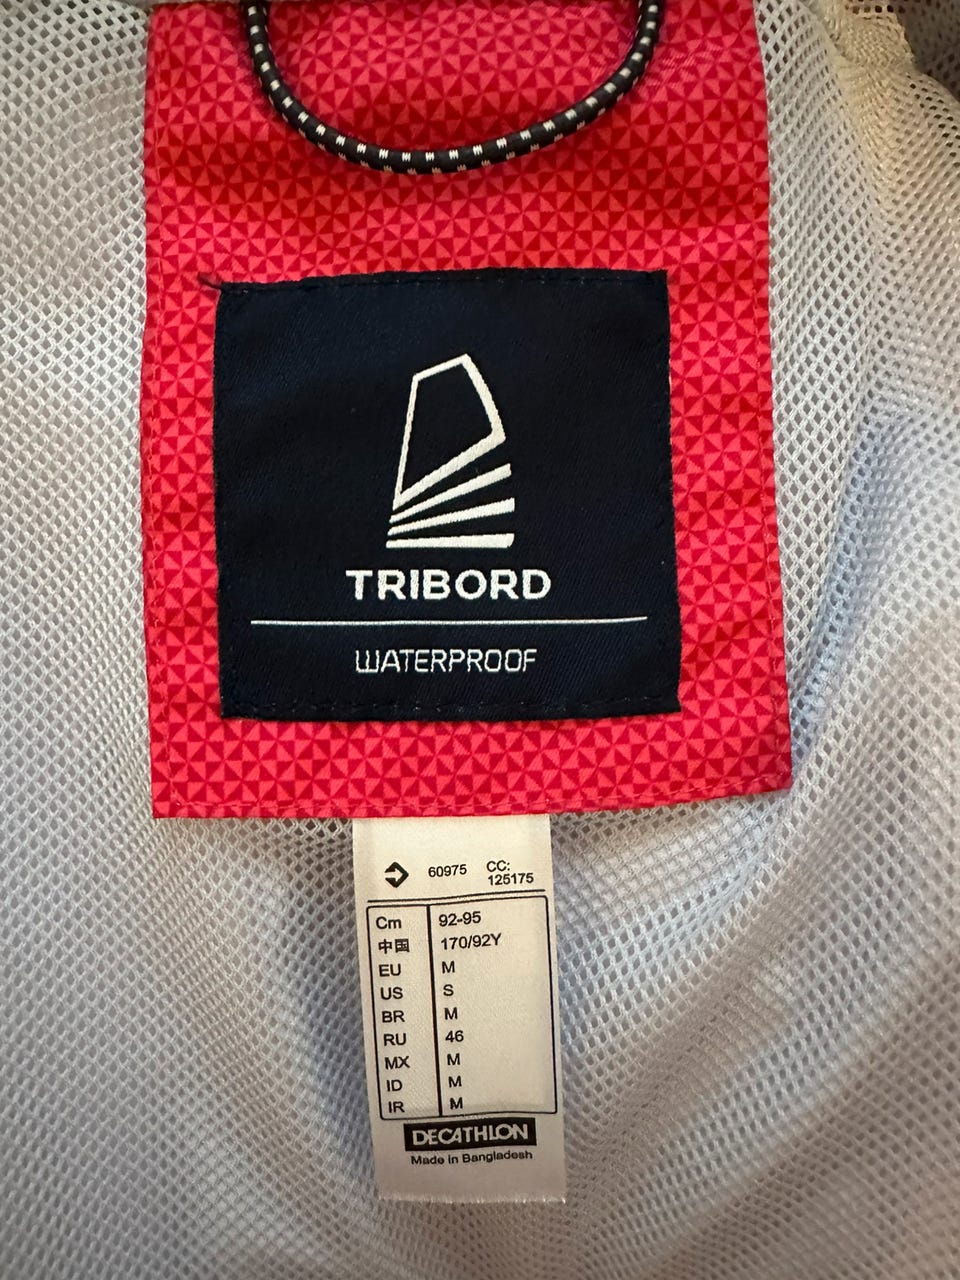 TRIBORD
WATERPROOF
60975 CC:
125175
Cm 92-95
中国 170/92Y
EU M
US S
BR M
RU 46
MX M
ID M
IR M
DECATHLON
Made in Bangladesh